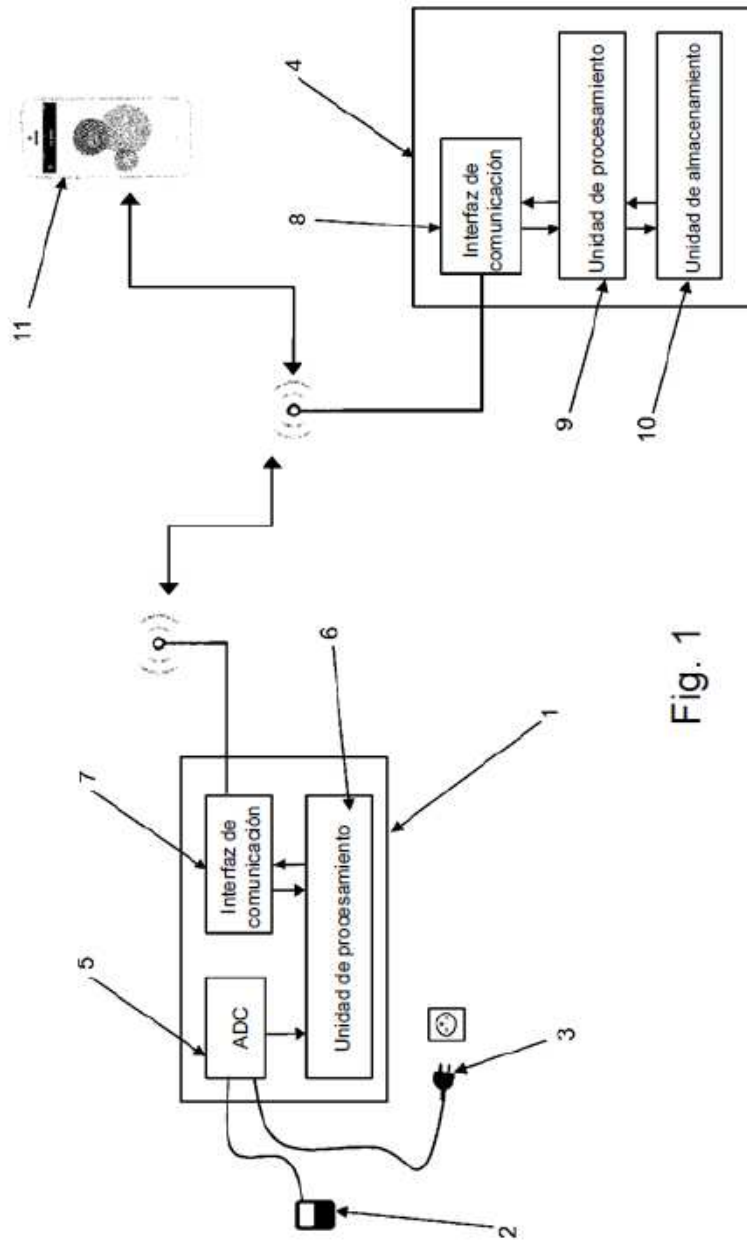 11
4
8
Interfaz de
comunicación
Unidad de procesamiento
Unidad de almacenamiento
9
10
7
5
Interfaz de
comunicación
ADC
6
Unidad de procesamiento
1
3
2
Fig. 1